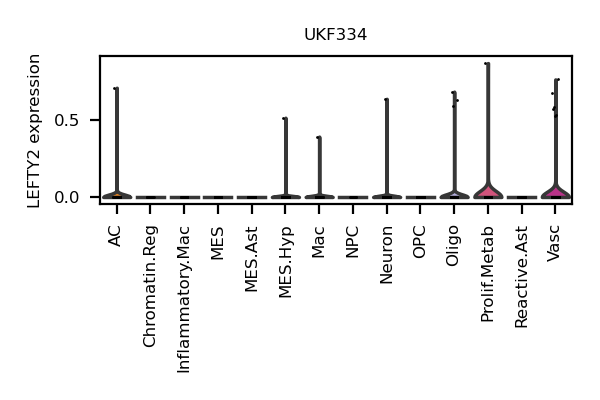 UKF334
LEFTY2 expression
0.5
0.0
AC
Chromatin.Reg
Inflammatory.Mac
MES
MES.Ast
MES.Hyp
Mac
NPC
Neuron
OPC
Oligo
Prolif.Metab
Reactive.Ast
Vasc